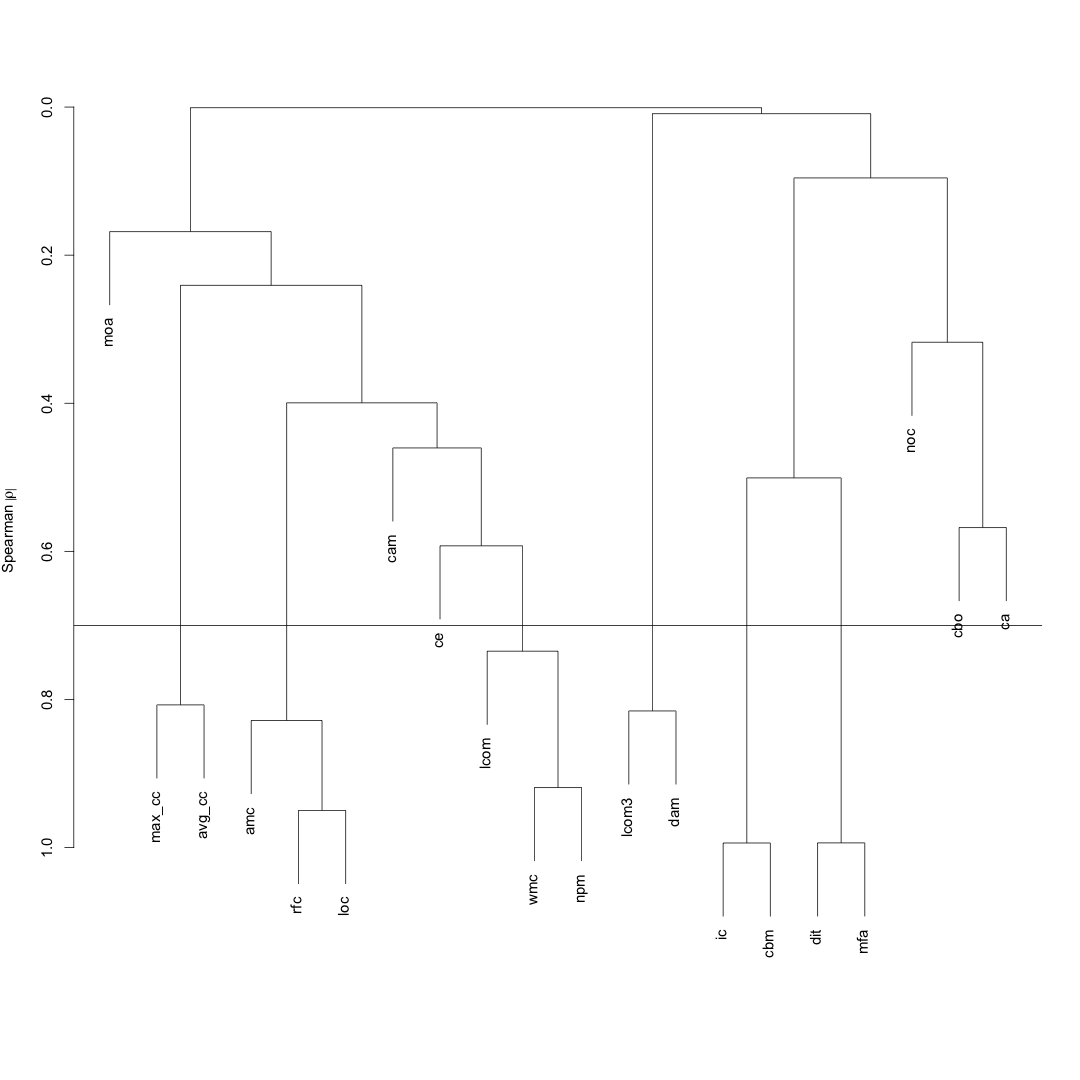 Spearman |ρ|
0.0
0.2
0.4
0.6
0.8
1.0
moa
max_cc
avg_cc
amc
rfc
loc
cam
ce
lcom
wmc
npm
lcom3
dam
ic
cbm
dit
mfa
noc
cbo
ca